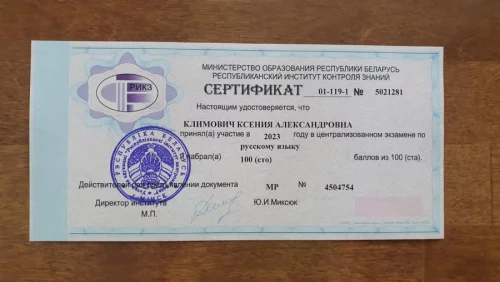 МИНИСТЕРСТВО ОБРАЗОВАНИЯ РЕСПУБЛИКИ БЕЛАРУСЬ
РЕСПУБЛИКАНСКИЙ ИНСТИТУТ КОНТРОЛЯ ЗНАНИЙ
РИКЗ
СЕРТИФИКАТ 01-119-1 № 5021281
Настоящим удостоверяется, что
КЛИМОВИЧ КСЕНИЯ АЛЕКСАНДРОВНА
принял(а) участие в 2023 году в централизованном экзамене по
русскому языку
и набрал(а) 100 (сто) баллов из 100 (ста).
Действителен при предъявлении документа МР № 4504754
Директор института Ю.И.Миксюк
М.П.